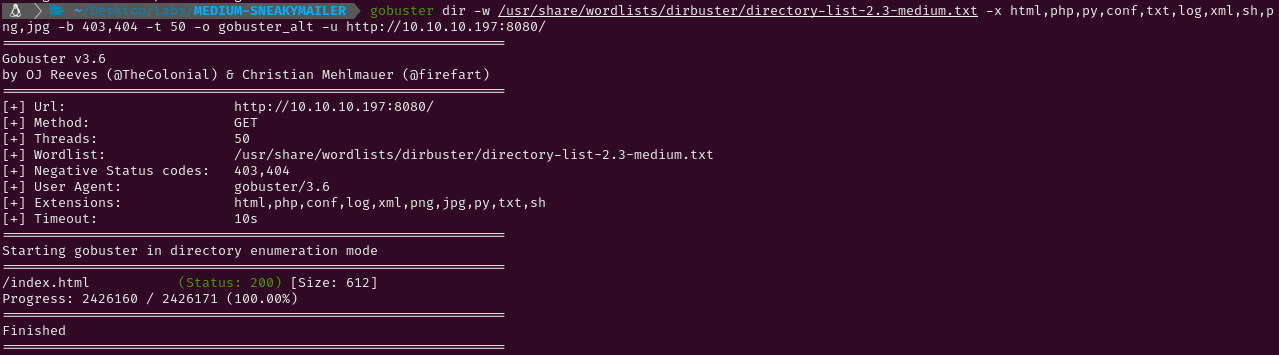 ~/Desktop/Labs/MEDIUM-SNEAKYMAILER gobuster dir -w /usr/share/wordlists/dirbuster/directory-list-2.3-medium.txt -x html,php,py,conf,txt,log,xml,sh,p
ng,jpg -b 403,404 -t 50 -o gobuster_alt -u http://10.10.10.197:8080/
===============================================================
Gobuster v3.6
by OJ Reeves (@TheColonial) & Christian Mehlmauer (@firefart)
===============================================================
[+] Url: http://10.10.10.197:8080/
[+] Method: GET
[+] Threads: 50
[+] Wordlist: /usr/share/wordlists/dirbuster/directory-list-2.3-medium.txt
[+] Negative Status codes: 403,404
[+] User Agent: gobuster/3.6
[+] Extensions: html,php,conf,log,xml,png,jpg,py,txt,sh
[+] Timeout: 10s
===============================================================
Starting gobuster in directory enumeration mode
===============================================================
/index.html (Status: 200) [Size: 612]
Progress: 2426160 / 2426171 (100.00%)
===============================================================
Finished
===============================================================